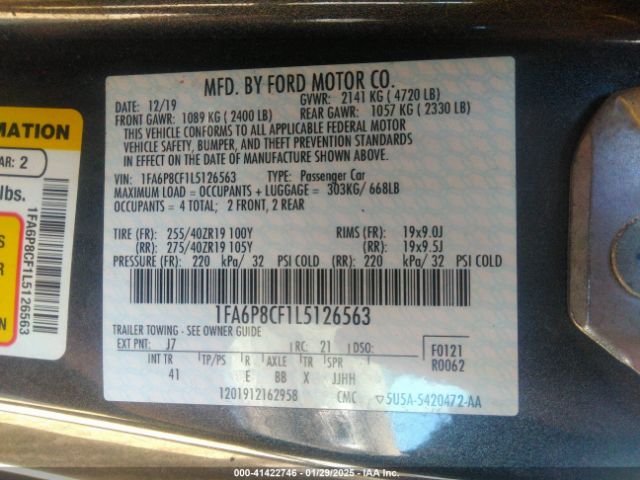 MFD. BY FORD MOTOR CO.
DATE: 12/19 GVWR: 2141 KG ( 4720 LB)
FRONT GAWR: 1089 KG ( 2400 LB) REAR GAWR: 1057 KG ( 2330 LB)
THIS VEHICLE CONFORMS TO ALL APPLICABLE FEDERAL MOTOR
VEHICLE SAFETY, BUMPER, AND THEFT PREVENTION STANDARDS
IN EFFECT ON THE DATE OF MANUFACTURE SHOWN ABOVE.
VIN: 1FA6P8CF1L5126563 TYPE: Passenger Car
MAXIMUM LOAD = OCCUPANTS + LUGGAGE = 303KG/ 668LB
OCCUPANTS = 4 TOTAL; 2 FRONT, 2 REAR
TIRE (FR): 255/40ZR19 100Y RIMS (FR): 19x9.0J
(RR): 275/40ZR19 105Y (RR): 19x9.5J
PRESSURE (FR): 220 kPa/ 32 PSI COLD (RR): 220 kPa/ 32 PSI COLD
1FA6P8CF1L5126563
TRAILER TOWING - SEE OWNER GUIDE
EXT PNT: J7 RC: 21 DSO: F0121
INT TR TP/PS R AXLE TR SPR R0062
41 E BB X JJHH
1201912162958 CMC ▽5U5A-5420472-AA
MATION
AR: 2
lbs.
1FA6P8CF1L5126563
S
R
000-41422746 - 01/29/2025 - IAA Inc.